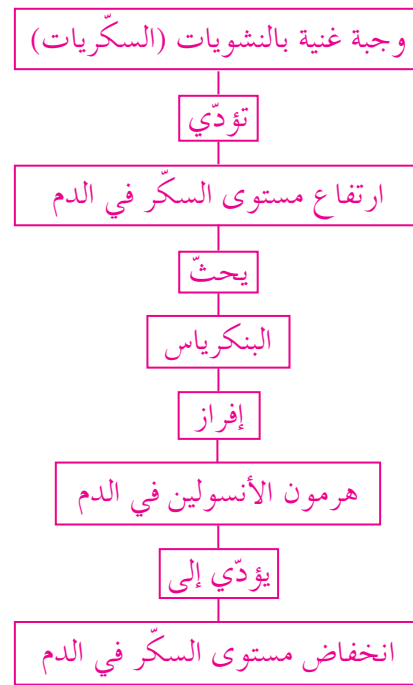 وجبة غنية بالنشويات (السكّريات)
تؤدّي
ارتفاع مستوى السكّر في الدم
يحثّ
البنكرياس
إفراز
هرمون الأنسولين في الدم
يؤدّي إلى
انخفاض مستوى السكّر في الدم